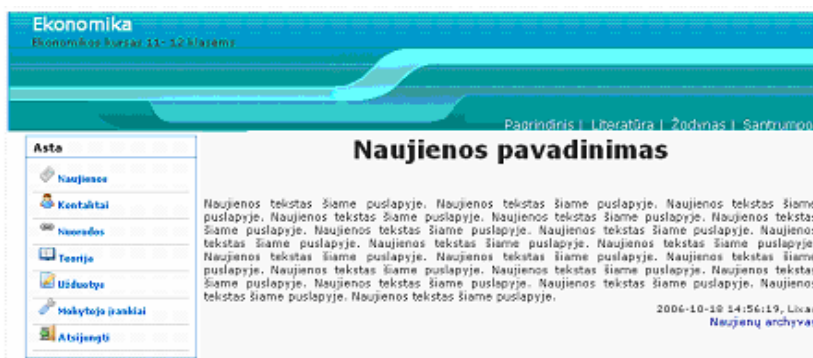 Ekonomika
Ekonomikos kursas 11- 12 klasems
Pagrindinis | Literatūra | Žodynas | Santrumpo
Asta
Naujienos
Kontaktai
Nuorodos
Teorija
Užduotys
Mokytojo įrankiai
Atsijungti
Naujienos pavadinimas
Naujienos tekstas šiame puslapyje. Naujienos tekstas šiame puslapyje. Naujienos tekstas šiame
puslapyje. Naujienos tekstas šiame puslapyje. Naujienos tekstas šiame puslapyje. Naujienos tekstas
šiame puslapyje. Naujienos tekstas šiame puslapyje. Naujienos tekstas šiame puslapyje. Naujienos
tekstas šiame puslapyje. Naujienos tekstas šiame puslapyje. Naujienos tekstas šiame puslapyje.
Naujienos tekstas šiame puslapyje. Naujienos tekstas šiame puslapyje. Naujienos tekstas šiame
puslapyje. Naujienos tekstas šiame puslapyje. Naujienos tekstas šiame puslapyje. Naujienos tekstas
šiame puslapyje. Naujienos tekstas šiame puslapyje. Naujienos tekstas šiame puslapyje. Naujienos
tekstas šiame puslapyje. Naujienos tekstas šiame puslapyje.
2006-10-18 14:56:19,
Naujienų archyvas